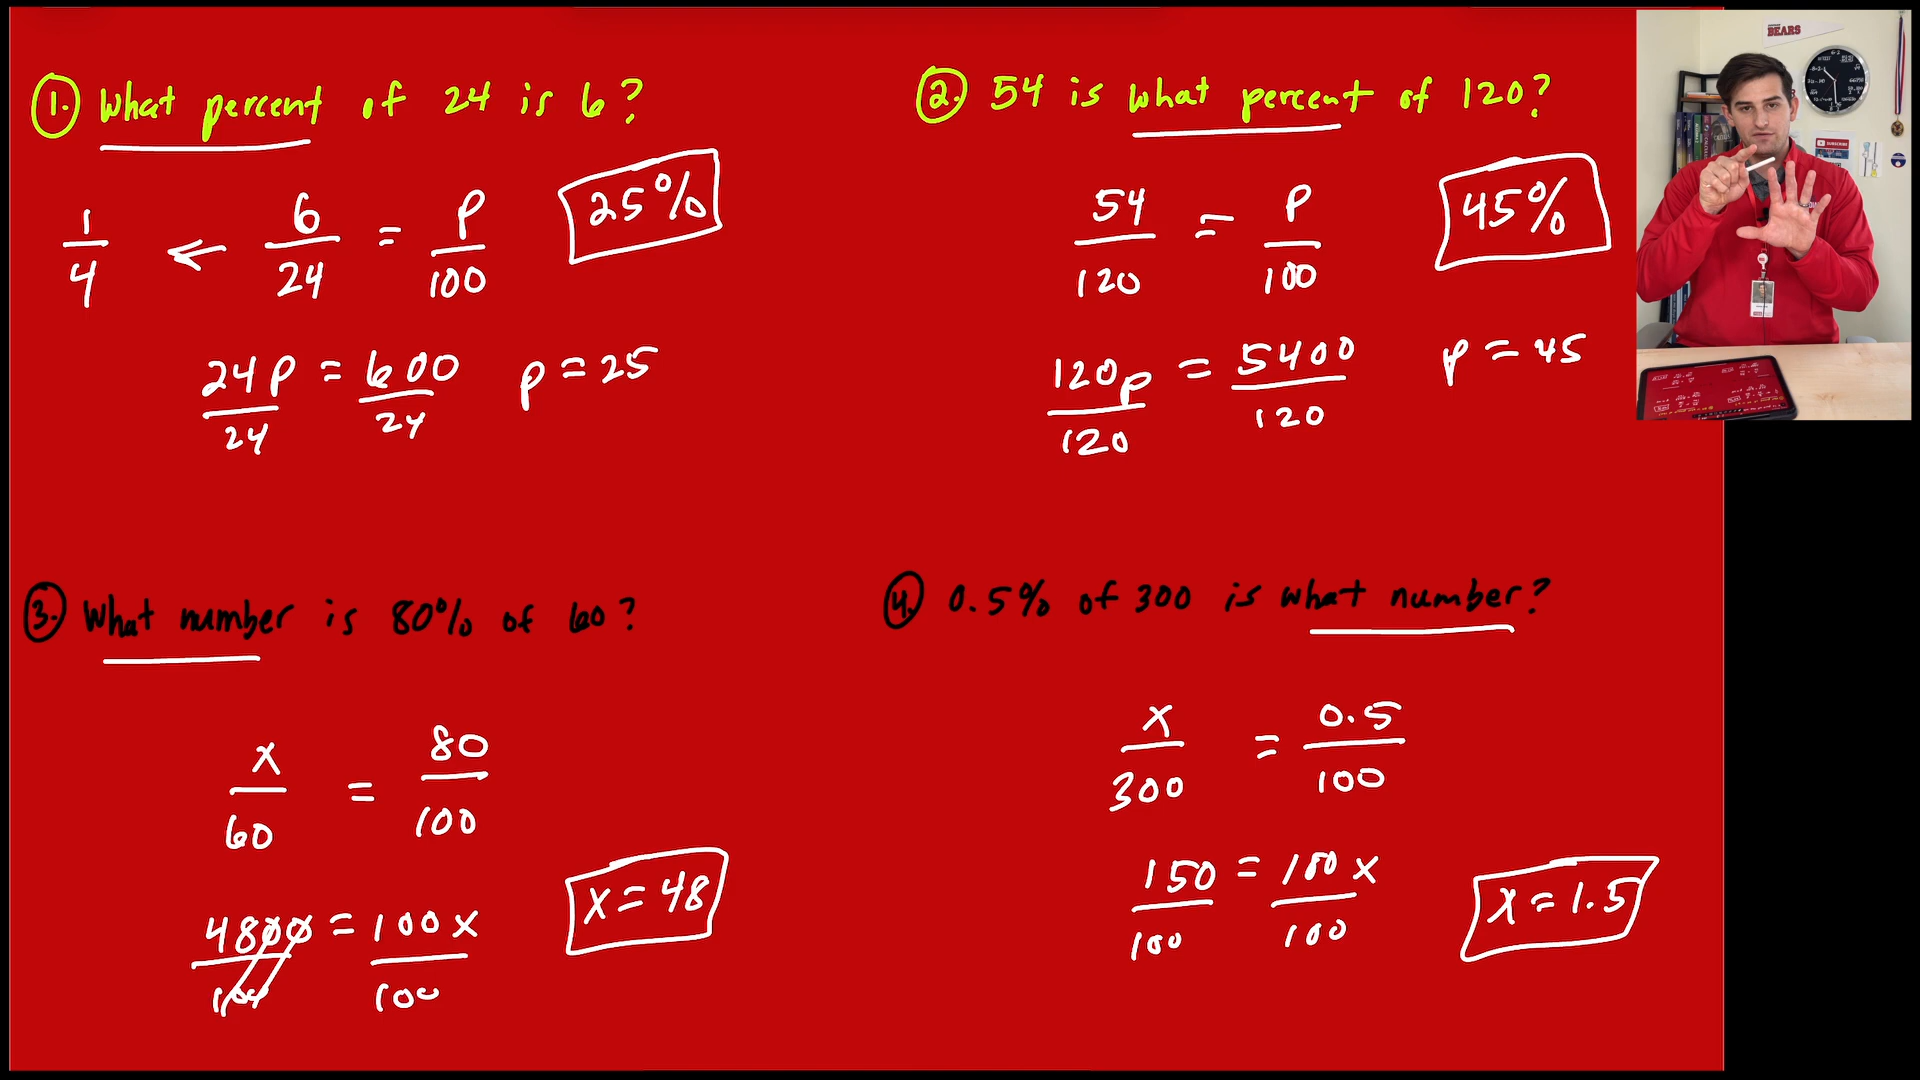 1. What percent of 24 is 6?
1/4 ← 6/24 = P/100
25%
24P/24 = 600/24 p = 25
2. 54 is what percent of 120?
54/120 = P/100
45%
120p/120 = 5400/120 p = 45
3. What number is 80% of 60?
x/60 = 80/100
4800/100 = 100x/100
x = 48
4. 0.5% of 300 is what number?
x/300 = 0.5/100
150/100 = 100x/100
x = 1.5
BEARS
SUBSCRIBE